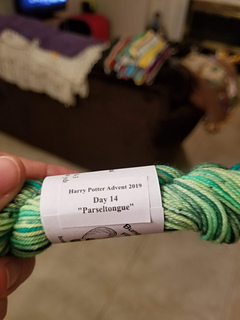 Harry Potter Advent 2019
Day 14
"Parseltongue"